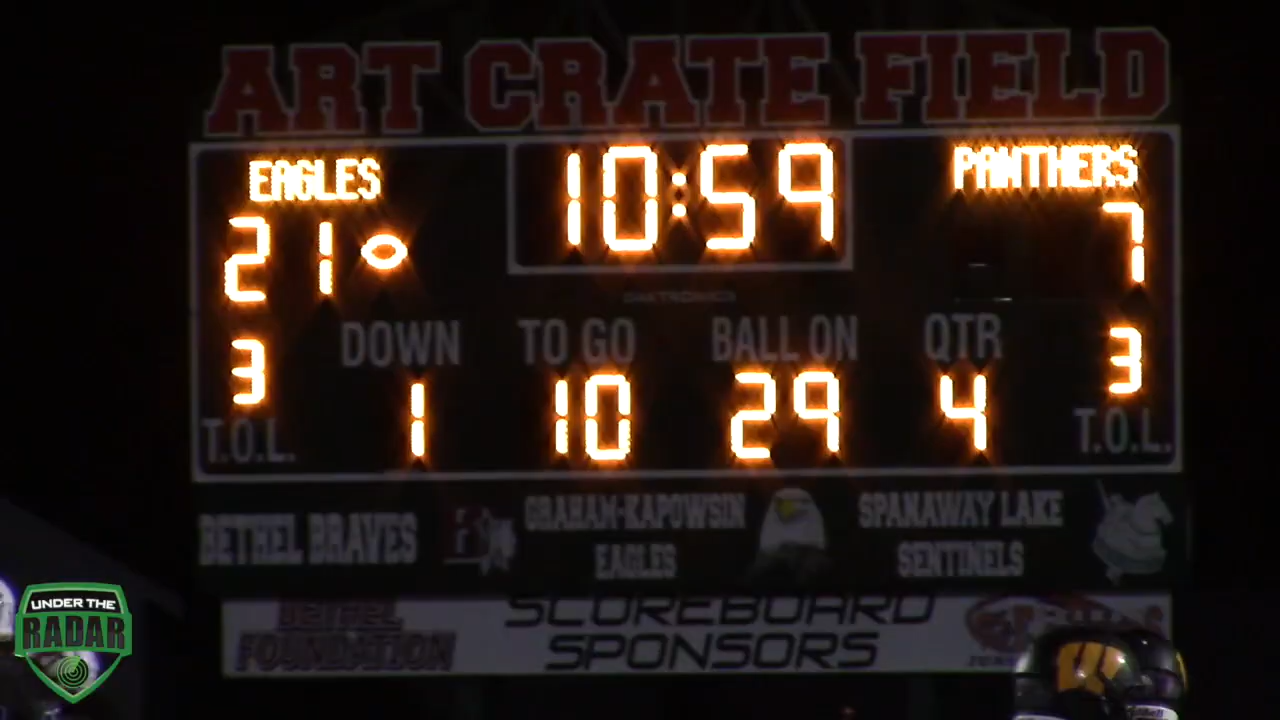 ART CRATE FIELD
EAGLES 10:59 PANTHERS
21 7
DAKTRONICS
DOWN TO GO BALL ON QTR
3 1 10 29 4 3
T.O.L. T.O.L.
BETHEL BRAVES
GRAHAM-KAPOWSIN
EAGLES
SPANAWAY LAKE
SENTINELS
BETHEL
FOUNDATION
SCOREBOARD
SPONSORS
UNDER THE
RADAR